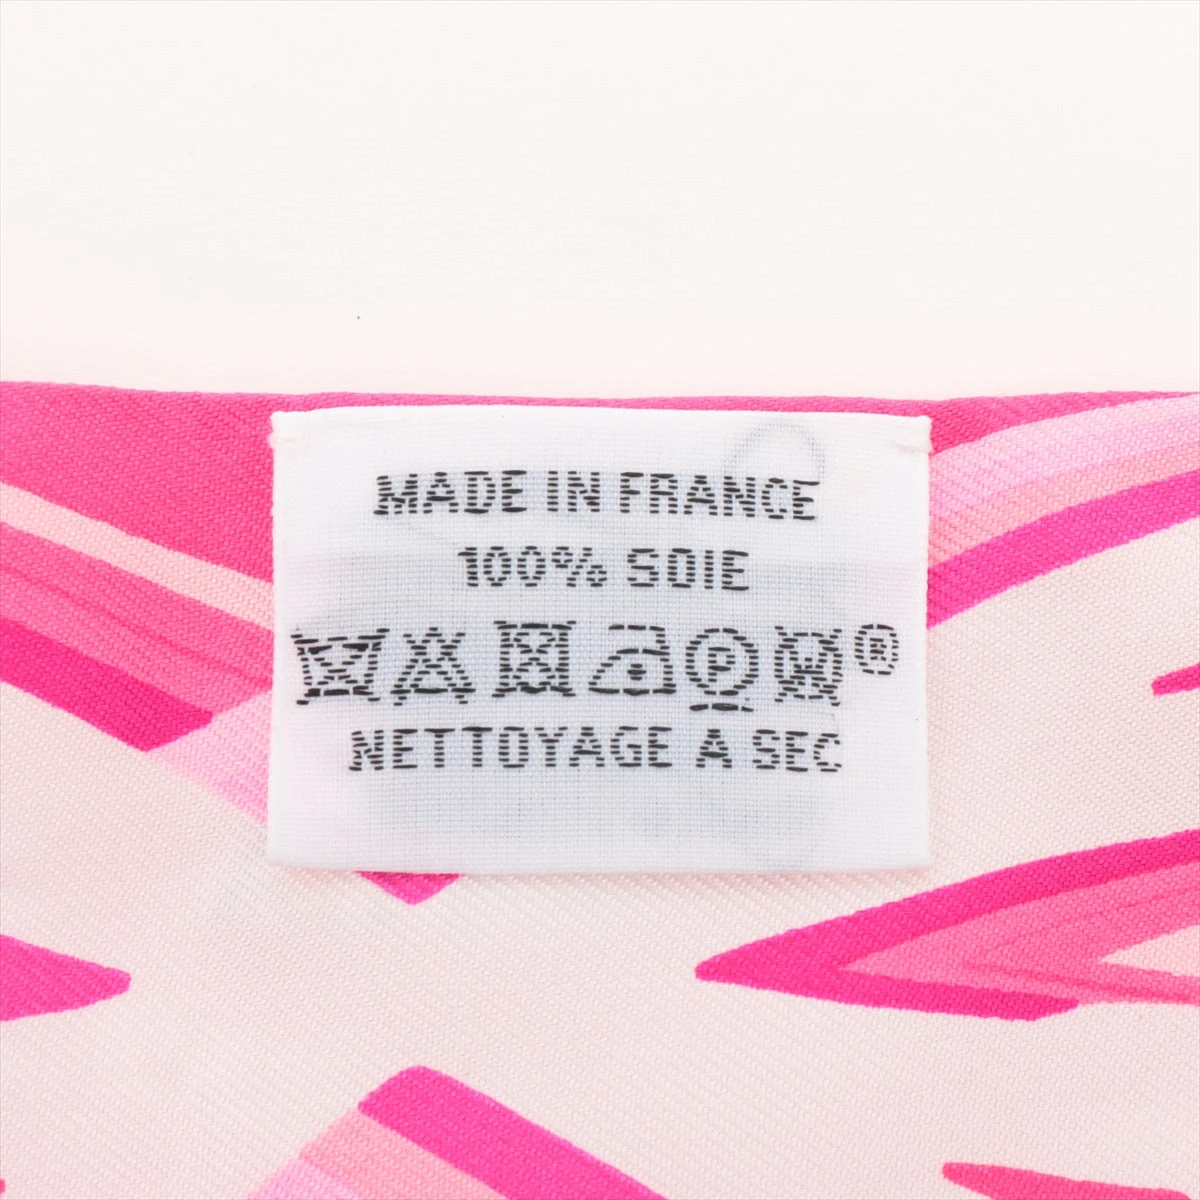 MADE IN FRANCE
100% SOIE
P W ®
NETTOYAGE A SEC